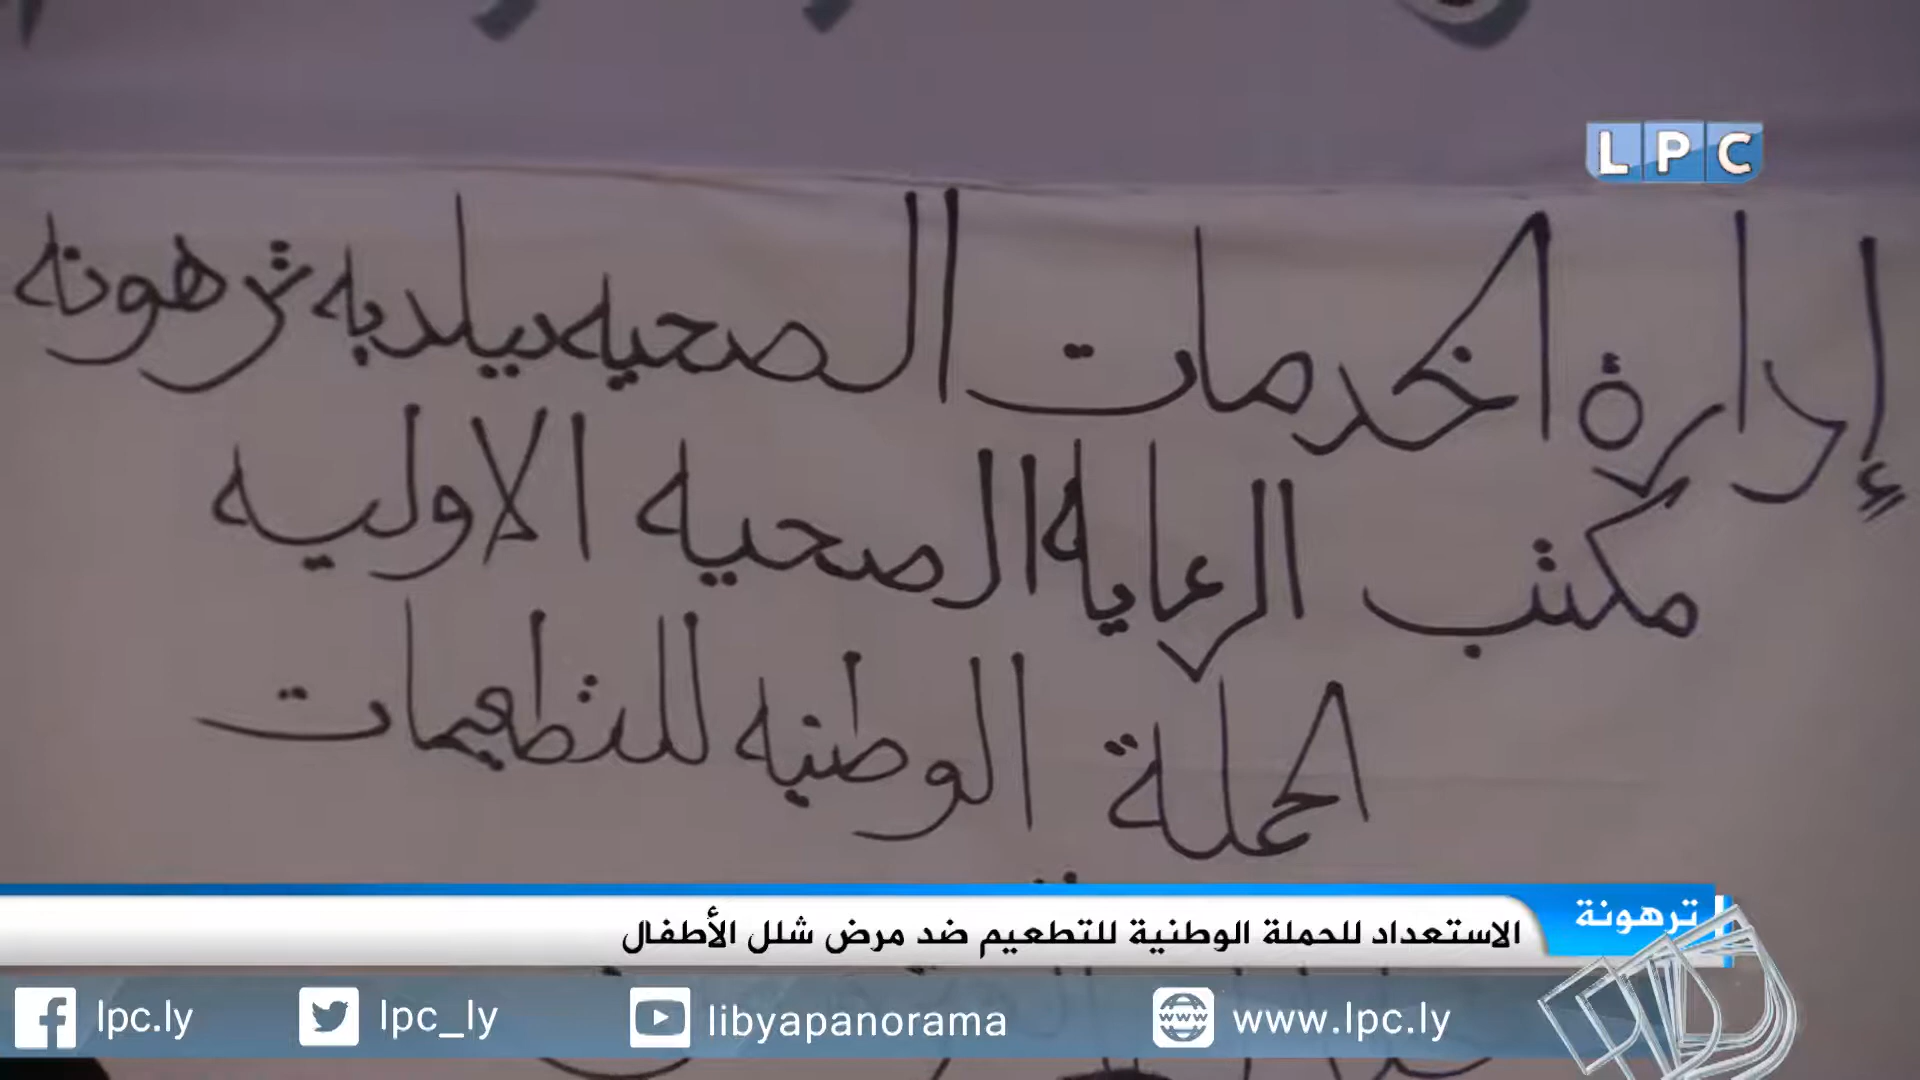 LPC
إدارة الخدمات الصحيه ببلديه ترهونه
مكتب الرعايه الصحيه الاوليه
الحملة الوطنيه للتطعيمات
ترهونة
الاستعداد للحملة الوطنية للتطعيم ضد مرض شلل الأطفال
lpc.ly
lpc_ly
libyapanorama
www.lpc.ly